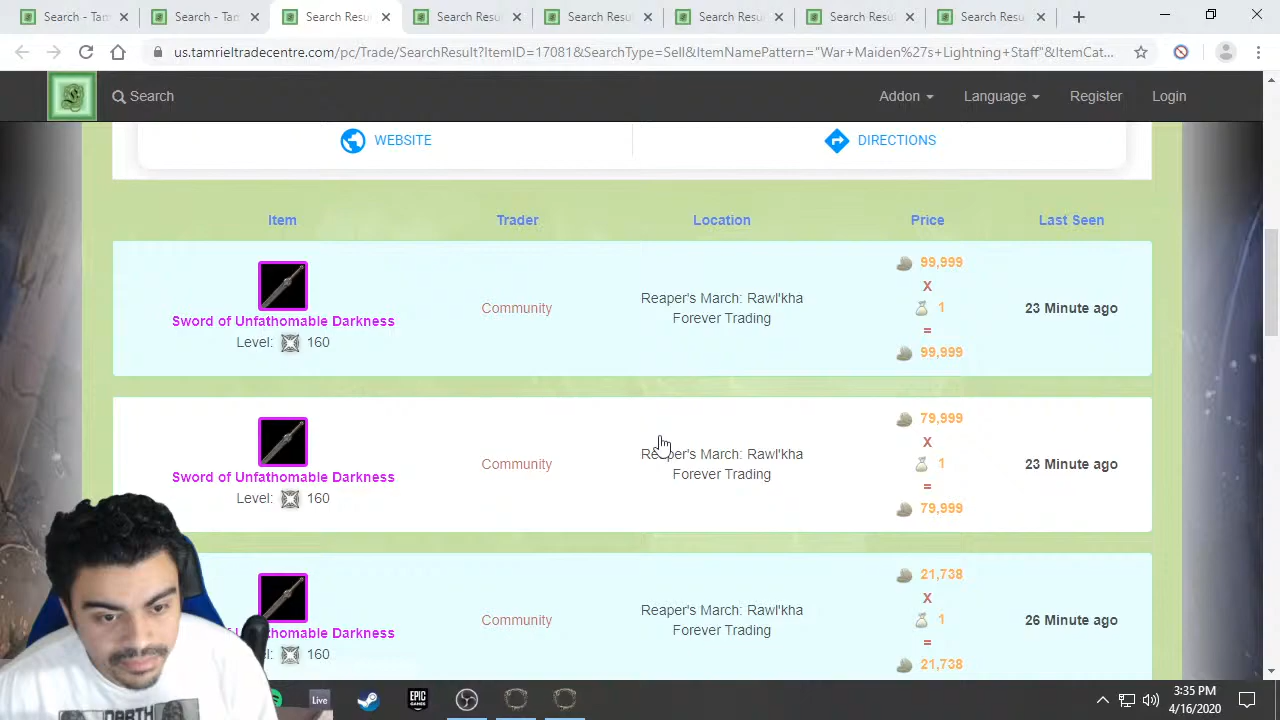 Search - Tam
Search - Tam
Search Resu
Search Resu
Search Resu
Search Resu
Search Resu
Search Resu
us.tamrieltradecentre.com/pc/Trade/SearchResult?ItemID=17081&SearchType=Sell&ItemNamePattern="War+Maiden%27s+Lightning+Staff"&ItemCat...
Search
Addon
Language
Register
Login
WEBSITE
DIRECTIONS
Item
Trader
Location
Price
Last Seen
Sword of Unfathomable Darkness
Level: 160
Community
Reaper's March: Rawl'kha
Forever Trading
99,999
X
1
=
99,999
23 Minute ago
Sword of Unfathomable Darkness
Level: 160
Community
Reaper's March: Rawl'kha
Forever Trading
79,999
X
1
=
79,999
23 Minute ago
Darkness
160
Community
Reaper's March: Rawl'kha
Forever Trading
21,738
X
1
=
21,738
26 Minute ago
DARTH
Live
EPIC
GAMES
3:35 PM
4/16/2020